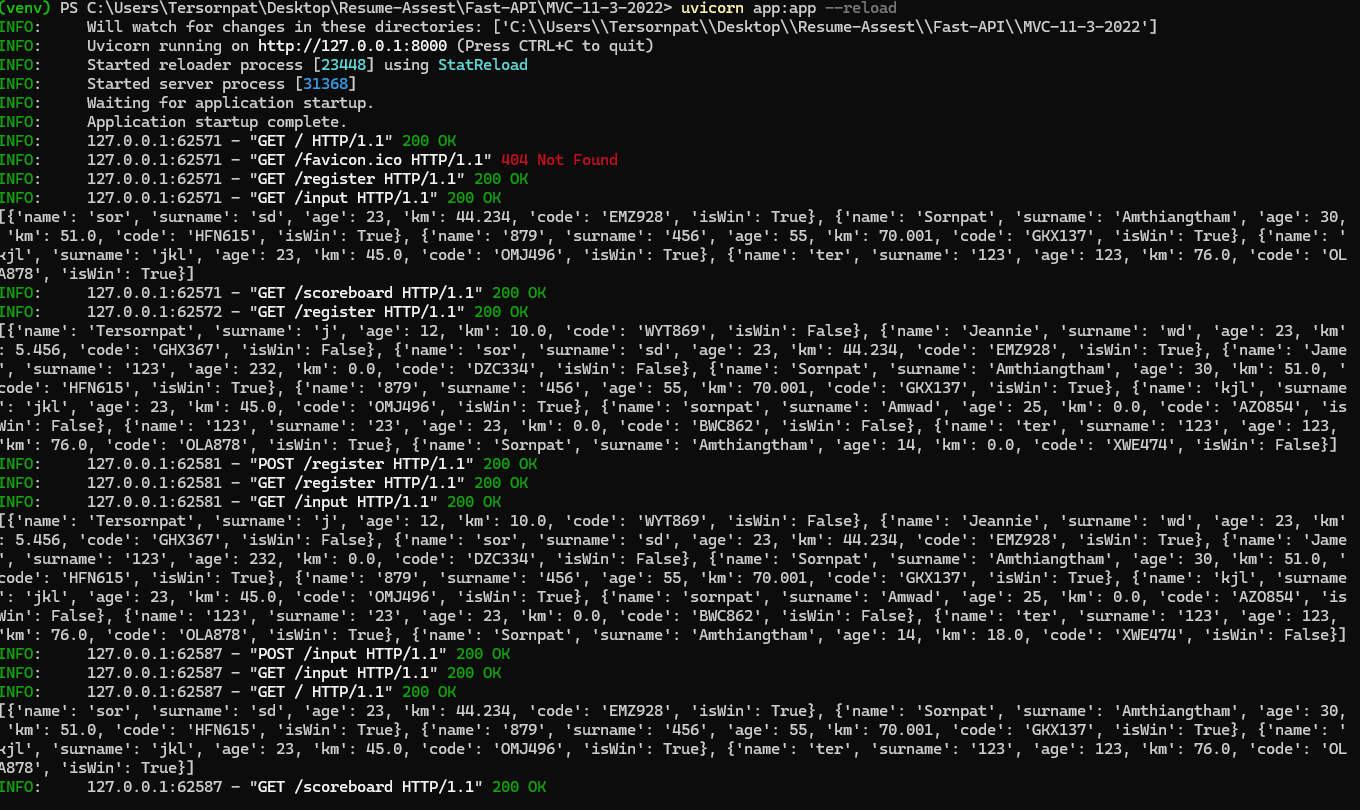 (venv) PS C:\Users\Tersornpat\Desktop\Resume-Assest\Fast-API\MVC-11-3-2022> uvicorn app:app --reload
INFO:     Will watch for changes in these directories: ['C:\\Users\\Tersornpat\\Desktop\\Resume-Assest\\Fast-API\\MVC-11-3-2022']
INFO:     Uvicorn running on http://127.0.0.1:8000 (Press CTRL+C to quit)
INFO:     Started reloader process [23448] using StatReload
INFO:     Started server process [31368]
INFO:     Waiting for application startup.
INFO:     Application startup complete.
INFO:     127.0.0.1:62571 - "GET / HTTP/1.1" 200 OK
INFO:     127.0.0.1:62571 - "GET /favicon.ico HTTP/1.1" 404 Not Found
INFO:     127.0.0.1:62571 - "GET /register HTTP/1.1" 200 OK
INFO:     127.0.0.1:62571 - "GET /input HTTP/1.1" 200 OK
[{'name': 'sor', 'surname': 'sd', 'age': 23, 'km': 44.234, 'code': 'EMZ928', 'isWin': True}, {'name': 'Sornpat', 'surname': 'Amthiangtham', 'age': 30,
 'km': 51.0, 'code': 'HFN615', 'isWin': True}, {'name': '879', 'surname': '456', 'age': 55, 'km': 70.001, 'code': 'GKX137', 'isWin': True}, {'name': '
kjl', 'surname': 'jkl', 'age': 23, 'km': 45.0, 'code': 'OMJ496', 'isWin': True}, {'name': 'ter', 'surname': '123', 'age': 123, 'km': 76.0, 'code': 'OL
A878', 'isWin': True}]
INFO:     127.0.0.1:62571 - "GET /scoreboard HTTP/1.1" 200 OK
INFO:     127.0.0.1:62572 - "GET /register HTTP/1.1" 200 OK
[{'name': 'Tersornpat', 'surname': 'j', 'age': 12, 'km': 10.0, 'code': 'WYT869', 'isWin': False}, {'name': 'Jeannie', 'surname': 'wd', 'age': 23, 'km'
: 5.456, 'code': 'GHX367', 'isWin': False}, {'name': 'sor', 'surname': 'sd', 'age': 23, 'km': 44.234, 'code': 'EMZ928', 'isWin': True}, {'name': 'Jame
', 'surname': '123', 'age': 232, 'km': 0.0, 'code': 'DZC334', 'isWin': False}, {'name': 'Sornpat', 'surname': 'Amthiangtham', 'age': 30, 'km': 51.0, '
code': 'HFN615', 'isWin': True}, {'name': '879', 'surname': '456', 'age': 55, 'km': 70.001, 'code': 'GKX137', 'isWin': True}, {'name': 'kjl', 'surname
': 'jkl', 'age': 23, 'km': 45.0, 'code': 'OMJ496', 'isWin': True}, {'name': 'sornpat', 'surname': 'Amwad', 'age': 25, 'km': 0.0, 'code': 'AZO854', 'is
Win': False}, {'name': '123', 'surname': '23', 'age': 23, 'km': 0.0, 'code': 'BWC862', 'isWin': False}, {'name': 'ter', 'surname': '123', 'age': 123,
'km': 76.0, 'code': 'OLA878', 'isWin': True}, {'name': 'Sornpat', 'surname': 'Amthiangtham', 'age': 14, 'km': 0.0, 'code': 'XWE474', 'isWin': False}]
INFO:     127.0.0.1:62581 - "POST /register HTTP/1.1" 200 OK
INFO:     127.0.0.1:62581 - "GET /register HTTP/1.1" 200 OK
INFO:     127.0.0.1:62581 - "GET /input HTTP/1.1" 200 OK
[{'name': 'Tersornpat', 'surname': 'j', 'age': 12, 'km': 10.0, 'code': 'WYT869', 'isWin': False}, {'name': 'Jeannie', 'surname': 'wd', 'age': 23, 'km'
: 5.456, 'code': 'GHX367', 'isWin': False}, {'name': 'sor', 'surname': 'sd', 'age': 23, 'km': 44.234, 'code': 'EMZ928', 'isWin': True}, {'name': 'Jame
', 'surname': '123', 'age': 232, 'km': 0.0, 'code': 'DZC334', 'isWin': False}, {'name': 'Sornpat', 'surname': 'Amthiangtham', 'age': 30, 'km': 51.0, '
code': 'HFN615', 'isWin': True}, {'name': '879', 'surname': '456', 'age': 55, 'km': 70.001, 'code': 'GKX137', 'isWin': True}, {'name': 'kjl', 'surname
': 'jkl', 'age': 23, 'km': 45.0, 'code': 'OMJ496', 'isWin': True}, {'name': 'sornpat', 'surname': 'Amwad', 'age': 25, 'km': 0.0, 'code': 'AZO854', 'is
Win': False}, {'name': '123', 'surname': '23', 'age': 23, 'km': 0.0, 'code': 'BWC862', 'isWin': False}, {'name': 'ter', 'surname': '123', 'age': 123,
'km': 76.0, 'code': 'OLA878', 'isWin': True}, {'name': 'Sornpat', 'surname': 'Amthiangtham', 'age': 14, 'km': 18.0, 'code': 'XWE474', 'isWin': False}]
INFO:     127.0.0.1:62587 - "POST /input HTTP/1.1" 200 OK
INFO:     127.0.0.1:62587 - "GET /input HTTP/1.1" 200 OK
INFO:     127.0.0.1:62587 - "GET / HTTP/1.1" 200 OK
[{'name': 'sor', 'surname': 'sd', 'age': 23, 'km': 44.234, 'code': 'EMZ928', 'isWin': True}, {'name': 'Sornpat', 'surname': 'Amthiangtham', 'age': 30,
 'km': 51.0, 'code': 'HFN615', 'isWin': True}, {'name': '879', 'surname': '456', 'age': 55, 'km': 70.001, 'code': 'GKX137', 'isWin': True}, {'name': '
kjl', 'surname': 'jkl', 'age': 23, 'km': 45.0, 'code': 'OMJ496', 'isWin': True}, {'name': 'ter', 'surname': '123', 'age': 123, 'km': 76.0, 'code': 'OL
A878', 'isWin': True}]
INFO:     127.0.0.1:62587 - "GET /scoreboard HTTP/1.1" 200 OK